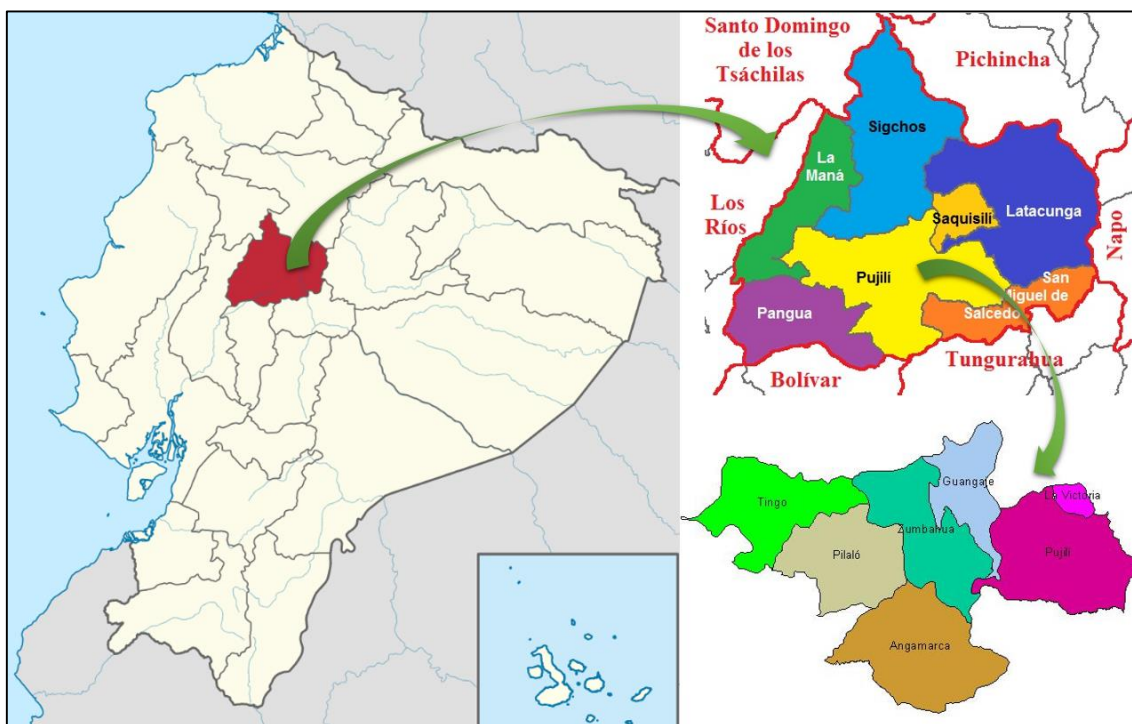 Santo Domingo
de los
Tsáchilas
Pichincha
Sigchos
La
Maná
Los
Ríos
Saquisilí
Latacunga
Napo
Pujilí
San
Miguel de
Salcedo
Pangua
Tungurahua
Bolívar
Guangaje
La Victoria
Tingo
Zumbahua
Pilaló
Pujilí
Angamarca